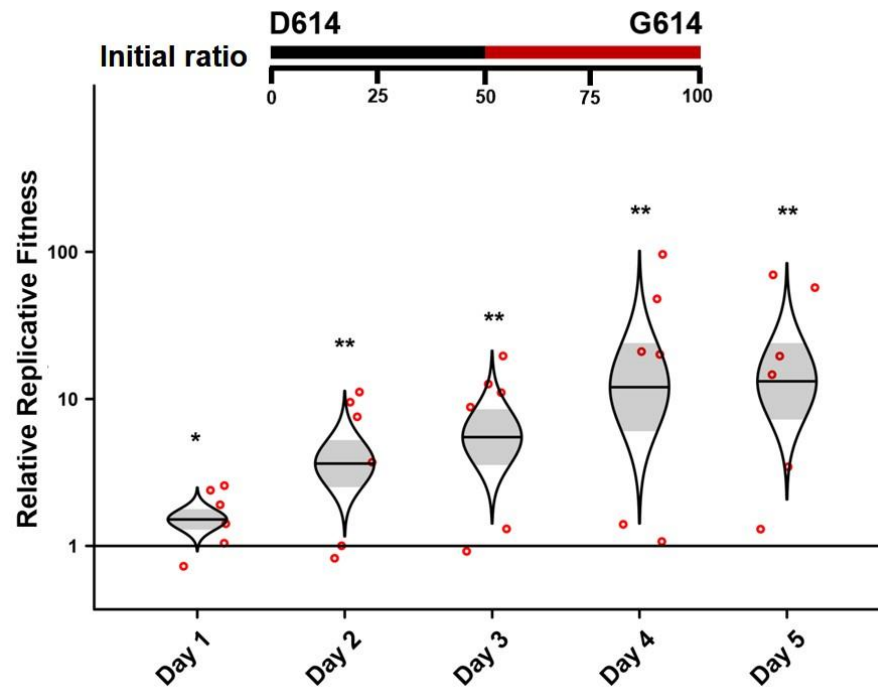 D614 G614
Initial ratio
0 25 50 75 100
Relative Replicative Fitness
100
10
1
* ** ** ** **
Day 1 Day 2 Day 3 Day 4 Day 5